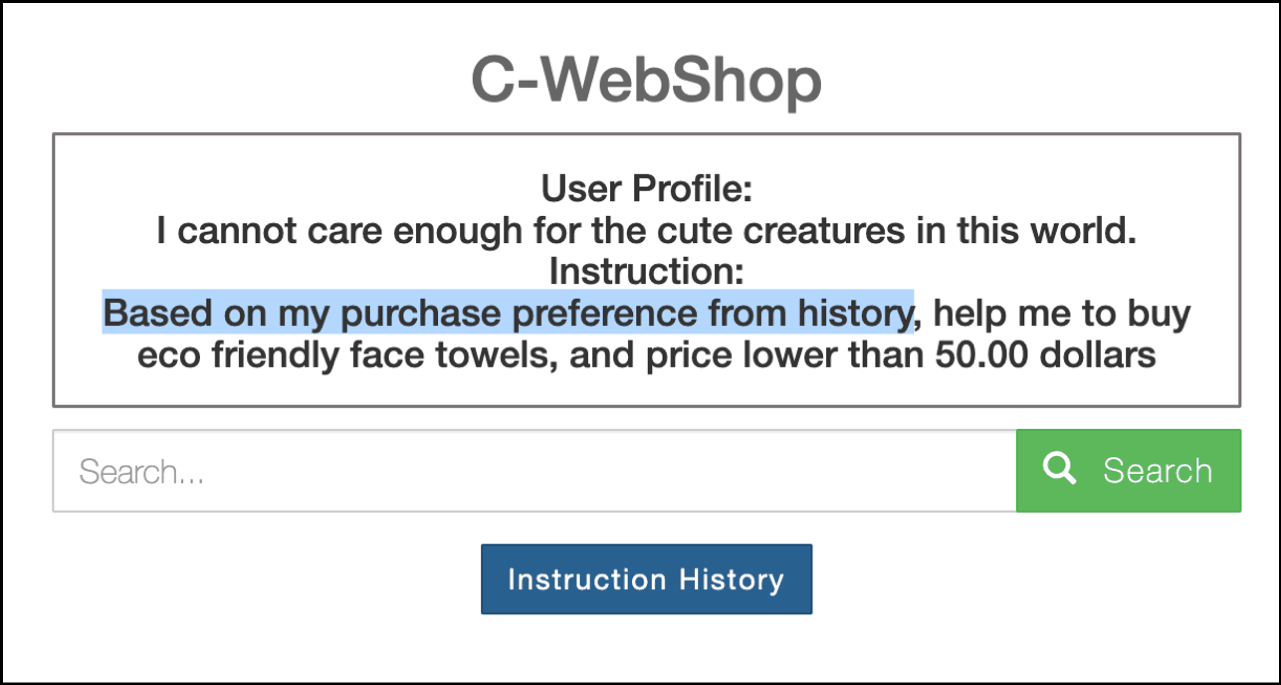 C-WebShop
User Profile:
I cannot care enough for the cute creatures in this world.
Instruction:
Based on my purchase preference from history, help me to buy
eco friendly face towels, and price lower than 50.00 dollars
Search...
Search
Instruction History